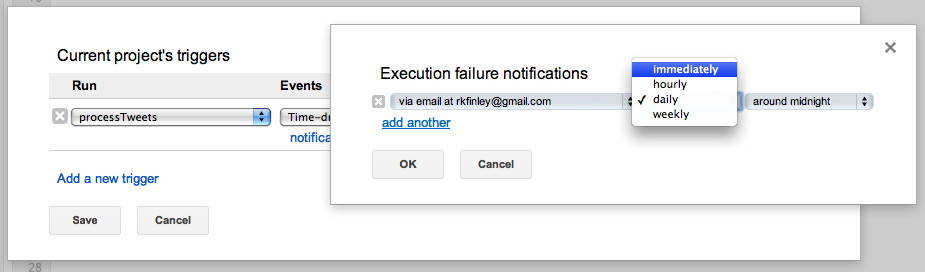 Current project's triggers
Run Events
processTweets Time-dr
notifica
Add a new trigger
Save Cancel
28
Execution failure notifications
via email at rkfinley@gmail.com
immediately
hourly
✓ daily
weekly
around midnight
add another
OK Cancel